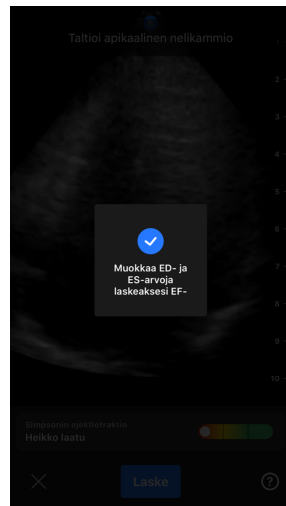 Taltioi apikaalinen nelikammio
1
2
3
4
5
6
7
8
9
10
Muokkaa ED- ja
ES-arvoja
laskeaksesi EF-
Simpsonin ejektiofraktio
Heikko laatu
Laske
?